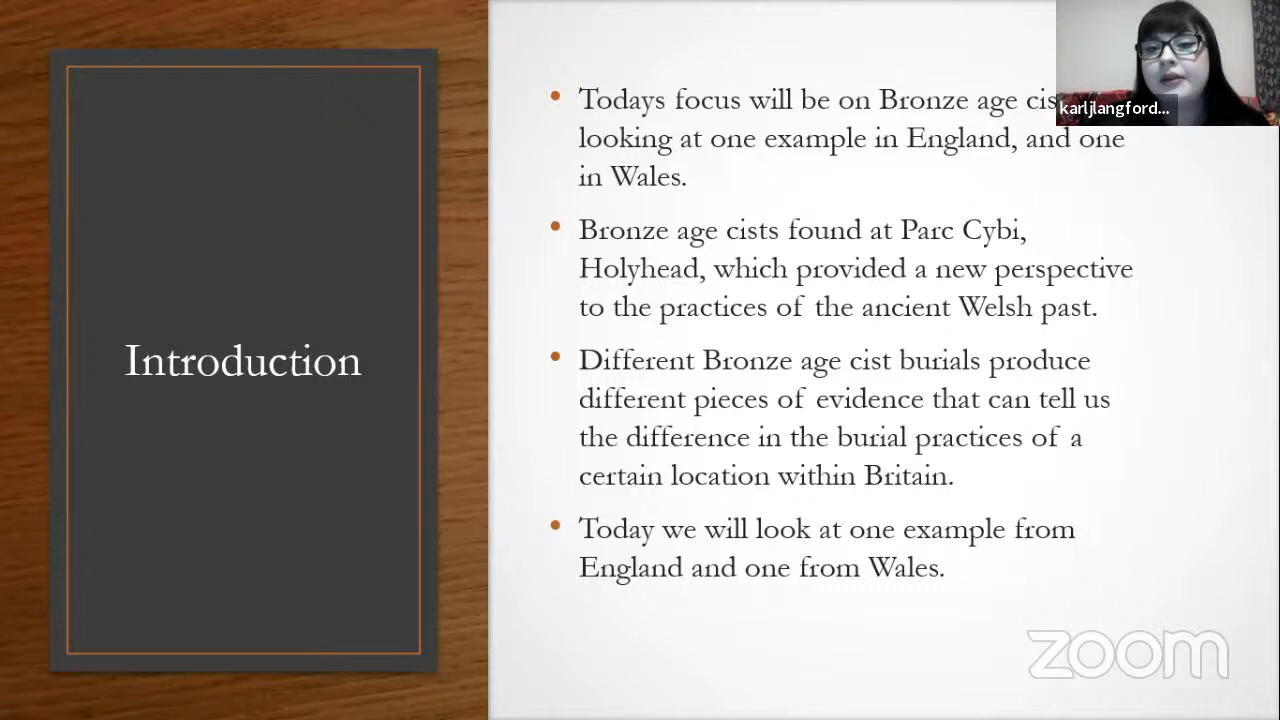 Introduction
Todays focus will be on Bronze age
looking at one example in England, and one
in Wales.
Bronze age cists found at Parc Cybi,
Holyhead, which provided a new perspective
to the practices of the ancient Welsh past.
Different Bronze age cist burials produce
different pieces of evidence that can tell us
the difference in the burial practices of a
certain location within Britain.
Today we will look at one example from
England and one from Wales.
karljlangford...
zoom